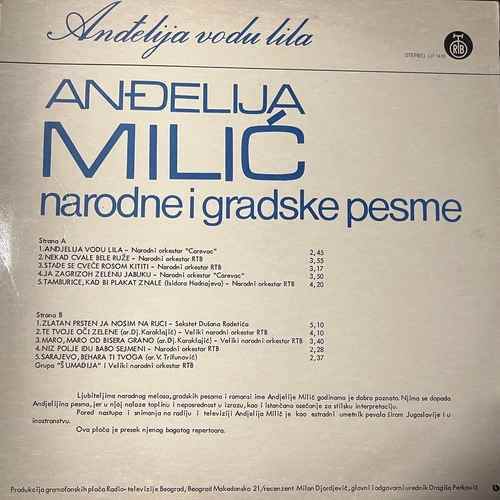 Anđelija vodu lila
STEREO LP 1418
RTB
ANĐELIJA
MILIĆ
narodne i gradske pesme
Strana A
1. ANDJELIJA VODU LILA – Narodni orkestar "Carevac" 2,45
2. NEKAD CVALE BELE RUŽE – Narodni orkestar RTB 3,55
3. STADE SE CVEĆE ROSOM KITITI – Narodni orkestar RTB 3,17
4. JA ZAGRIZOH ZELENU JABUKU – Narodni orkestar "Carevac" 3,50
5. TAMBURICE, KAD BI PLAKAT ZNALE (Isidora Hadnajeva) – Narodni orkestar RTB 4,20
Strana B
1. ZLATAN PRSTEN JA NOSIM NA RUCI – Sekstet Dušana Radetića 5,10
2. TE TVOJE OČI ZELENE (ar. Dj. Karaklajić) – Veliki narodni orkestar RTB 4,10
3. MARO, MARO OD BISERA GRANO (ar. Dj. Karaklajić) – Veliki narodni orkestar RTB 3,40
4. NIZ POLJE IDU BABO SEJMENI – Narodni orkestar RTB 2,28
5. SARAJEVO, BEHARA TI TVOGA (ar. V. Trifunović) 2,37
Grupa "ŠUMADIJA" i Veliki narodni orkestar RTB
Ljubiteljima narodnog melosa, gradskih pesama i romansi ime Andjelije Milić godinama je dobro poznato. Njima se dopada
Andjelijina pesma, jer u njoj nalaze toplinu i neposrednost u izrazu, kao i istančano osećanje za stilsku interpretaciju.
Pored nastupa i snimanja na radiju i televiziji Andjelija Milić je kao estradni umetnik pevala širom Jugoslavije i u
inostranstvu.
Ova ploča je presek njenog bogatog repertoara.
Produkcija gramofonskih ploča Radio-televizije Beograd, Beograd Makedonska 21/recenzent Milan Djordjević, glavni i odgovorni urednik Dragiša Petković